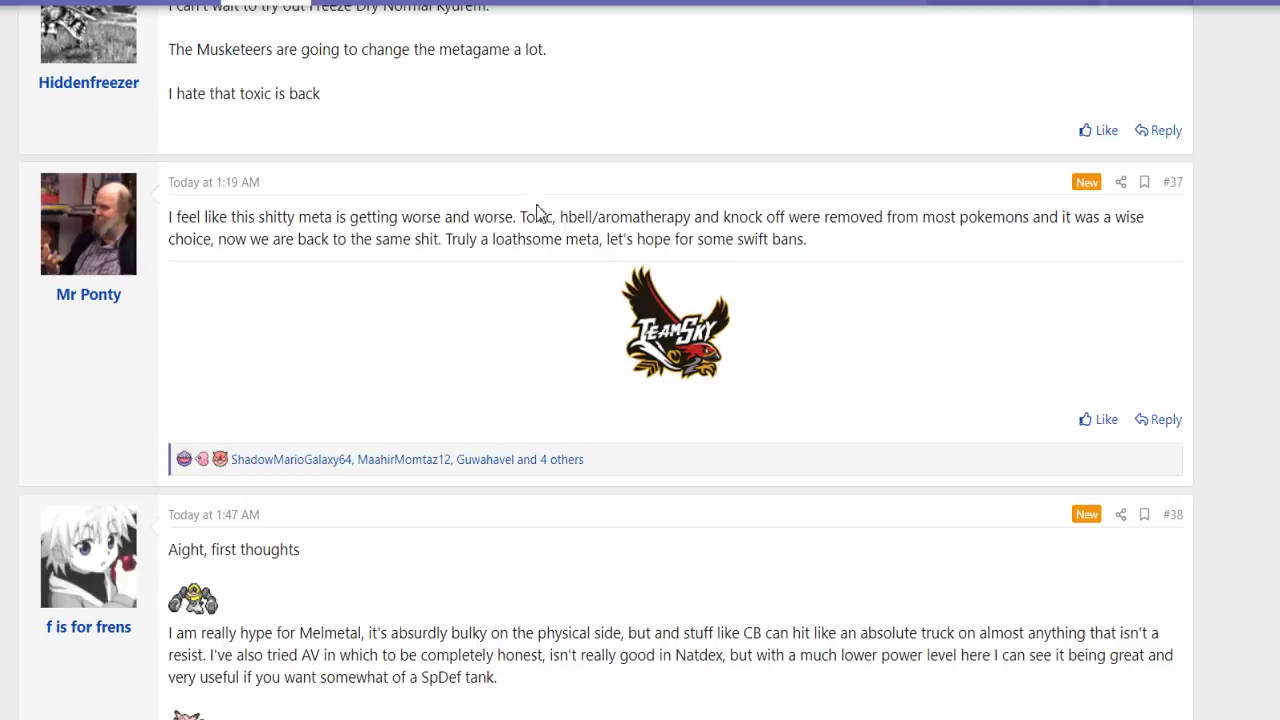 I can't wait to try out Freeze Dry Normal Kyurem.
The Musketeers are going to change the metagame a lot.
Hiddenfreezer
I hate that toxic is back
Like Reply
Today at 1:19 AM New #37
I feel like this shitty meta is getting worse and worse. Toxic, hbell/aromatherapy and knock off were removed from most pokemons and it was a wise
choice, now we are back to the same shit. Truly a loathsome meta, let's hope for some swift bans.
Mr Ponty
TEAMSKY
Like Reply
ShadowMarioGalaxy64, MaahirMomtaz12, Guwahavel and 4 others
Today at 1:47 AM New #38
Aight, first thoughts
f is for frens
I am really hype for Melmetal, it's absurdly bulky on the physical side, but and stuff like CB can hit like an absolute truck on almost anything that isn't a
resist. I've also tried AV in which to be completely honest, isn't really good in Natdex, but with a much lower power level here I can see it being great and
very useful if you want somewhat of a SpDef tank.